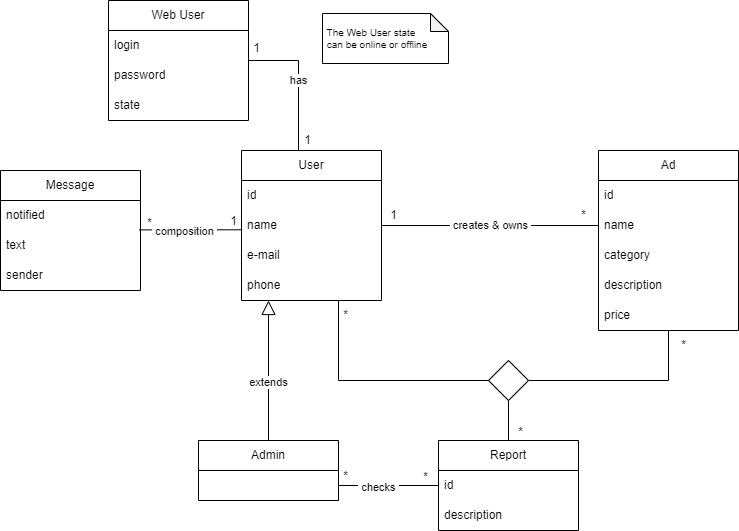 Web User
login
password
state
The Web User state
can be online or offline
1
has
1
Message
notified
text
sender
*
composition
1
User
id
name
e-mail
phone
1
creates & owns
*
Ad
id
name
category
description
price
*
*
extends
*
Admin
*
checks
*
Report
id
description